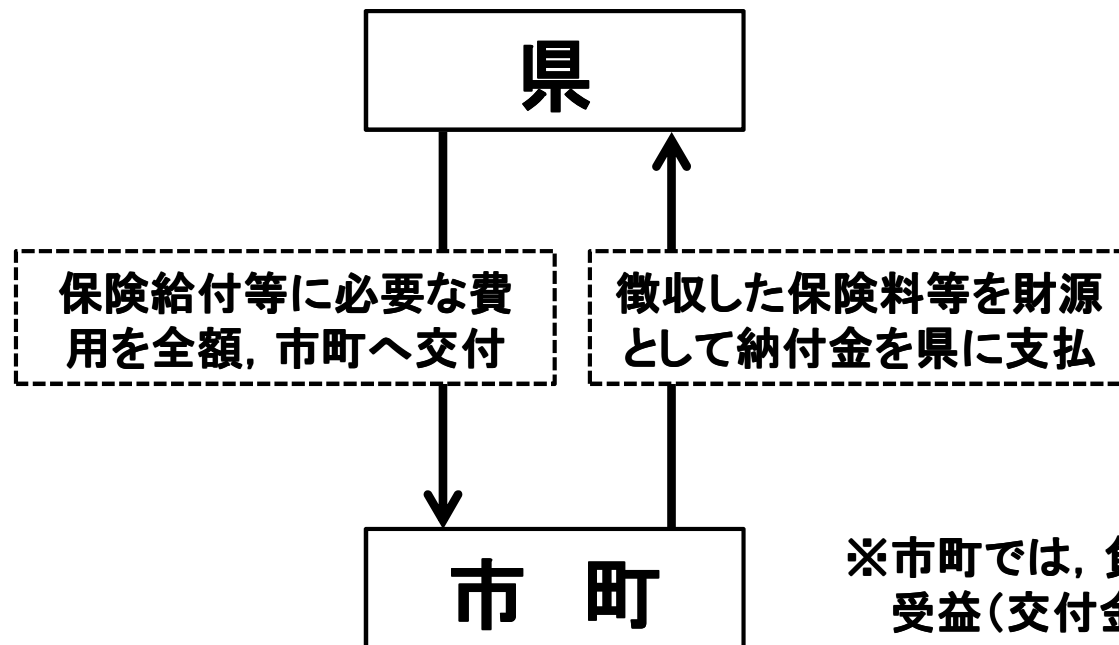 県
保険給付等に必要な費
用を全額，市町へ交付
徴収した保険料等を財源
として納付金を県に支払
市　町
※市町では，
受益（交付金